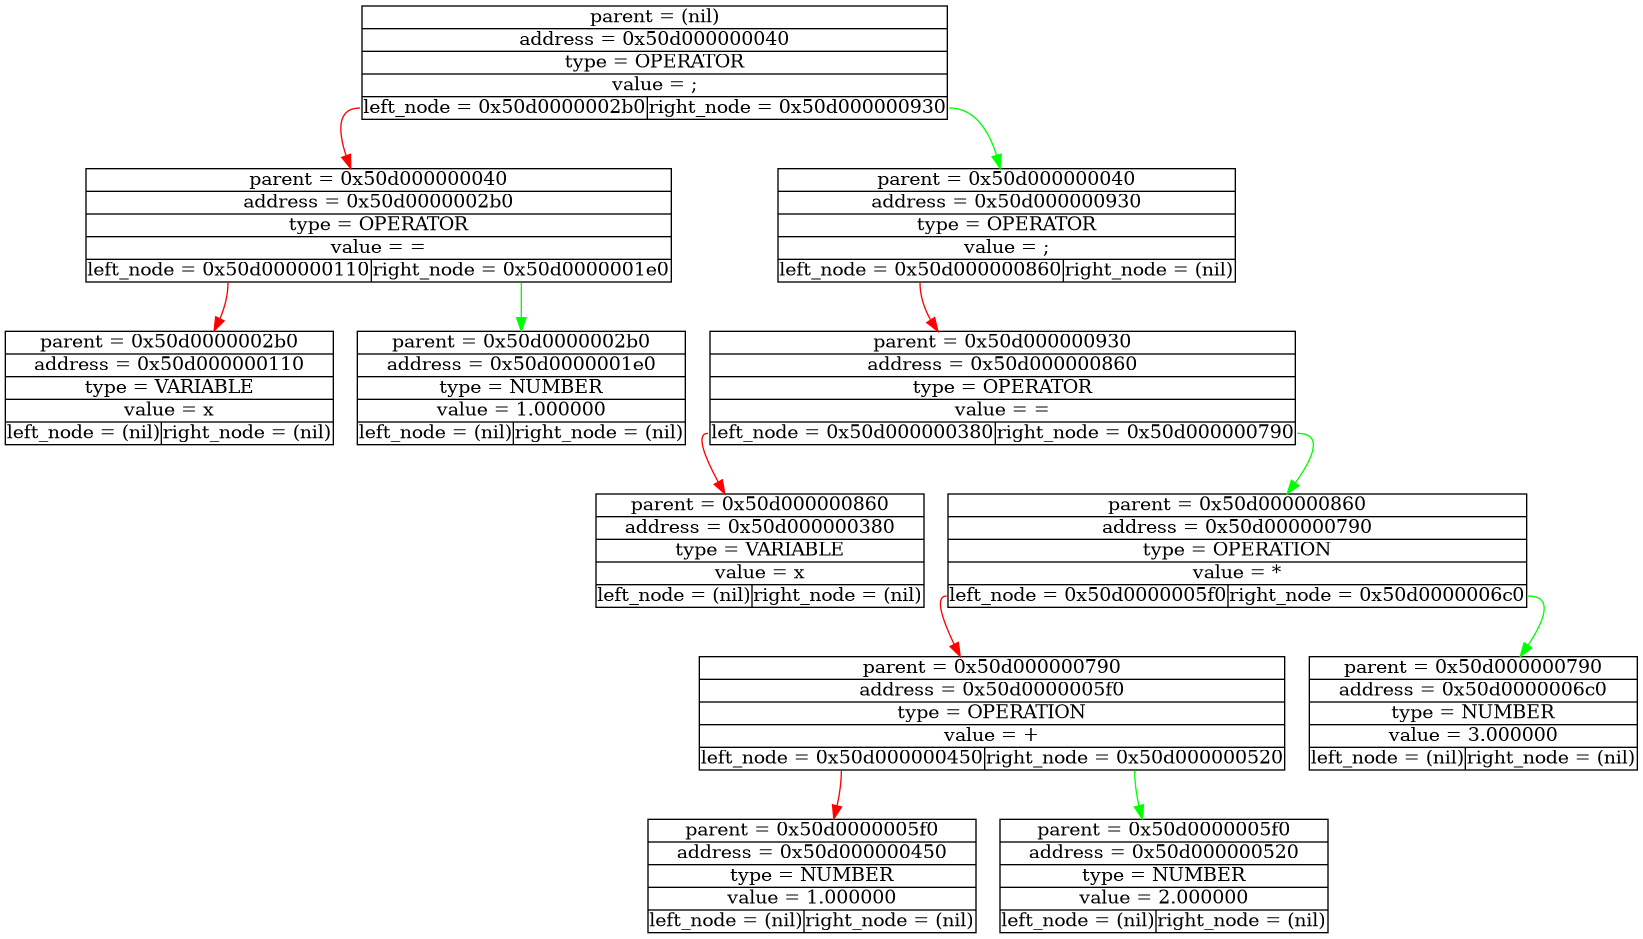 parent = (nil)
address = 0x50d000000040
type = OPERATOR
value = ;
left_node = 0x50d0000002b0 right_node = 0x50d000000930
parent = 0x50d000000040
address = 0x50d0000002b0
type = OPERATOR
value = =
left_node = 0x50d000000110 right_node = 0x50d0000001e0
parent = 0x50d000000040
address = 0x50d000000930
type = OPERATOR
value = ;
left_node = 0x50d000000860 right_node = (nil)
parent = 0x50d0000002b0
address = 0x50d000000110
type = VARIABLE
value = x
left_node = (nil) right_node = (nil)
parent = 0x50d0000002b0
address = 0x50d0000001e0
type = NUMBER
value = 1.000000
left_node = (nil) right_node = (nil)
parent = 0x50d000000930
address = 0x50d000000860
type = OPERATOR
value = =
left_node = 0x50d000000380 right_node = 0x50d000000790
parent = 0x50d000000860
address = 0x50d000000380
type = VARIABLE
value = x
left_node = (nil) right_node = (nil)
parent = 0x50d000000860
address = 0x50d000000790
type = OPERATION
value = *
left_node = 0x50d0000005f0 right_node = 0x50d0000006c0
parent = 0x50d000000790
address = 0x50d0000005f0
type = OPERATION
value = +
left_node = 0x50d000000450 right_node = 0x50d000000520
parent = 0x50d000000790
address = 0x50d0000006c0
type = NUMBER
value = 3.000000
left_node = (nil) right_node = (nil)
parent = 0x50d0000005f0
address = 0x50d000000450
type = NUMBER
value = 1.000000
left_node = (nil) right_node = (nil)
parent = 0x50d0000005f0
address = 0x50d000000520
type = NUMBER
value = 2.000000
left_node = (nil) right_node = (nil)